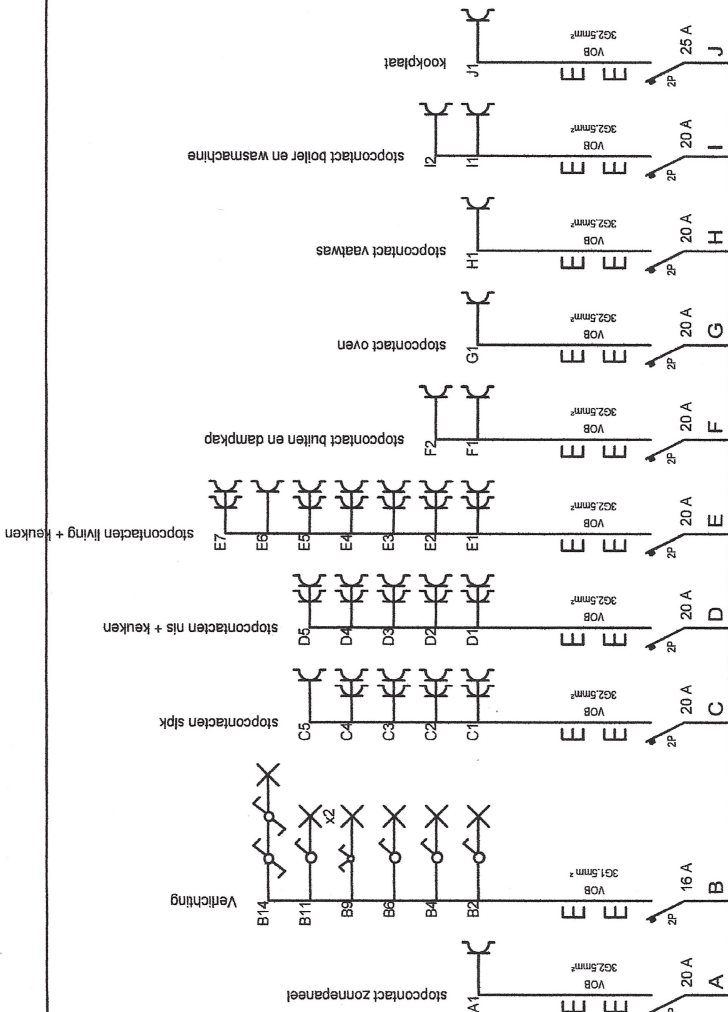 kookplaat
J1
3G2.5mm²
VOB
2P
25 A
J
stopcontact boiler en wasmachine
I2
I1
3G2.5mm²
VOB
2P
20 A
I
stopcontact vaatwas
H1
3G2.5mm²
VOB
2P
20 A
H
stopcontact oven
G1
3G2.5mm²
VOB
2P
20 A
G
stopcontact buiten en dampkap
F2
F1
3G2.5mm²
VOB
2P
20 A
F
stopcontacten living + keuken
E7
E6
E5
E4
E3
E2
E1
3G2.5mm²
VOB
2P
20 A
E
stopcontacten nis + keuken
D5
D4
D3
D2
D1
3G2.5mm²
VOB
2P
20 A
D
stopcontacten slpk
C5
C4
C3
C2
C1
3G2.5mm²
VOB
2P
20 A
C
Verlichting
B14
B11
x2
B9
B6
B4
B2
3G1.5mm²
VOB
2P
16 A
B
stopcontact zonnepaneel
A1
3G2.5mm²
VOB
2P
20 A
A